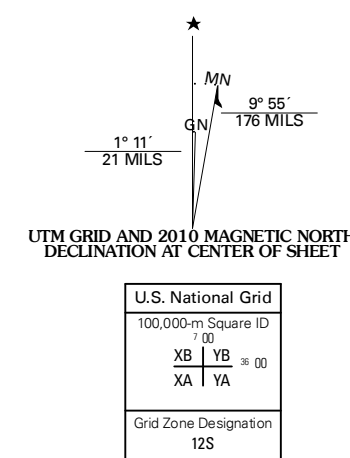 ★
MN
GN
9° 55´
176 MILS
1° 11´
21 MILS
UTM GRID AND 2010 MAGNETIC NORTH
DECLINATION AT CENTER OF SHEET
U.S. National Grid
100,000-m Square ID
7 00
XB YB 36 00
XA YA
Grid Zone Designation
12S